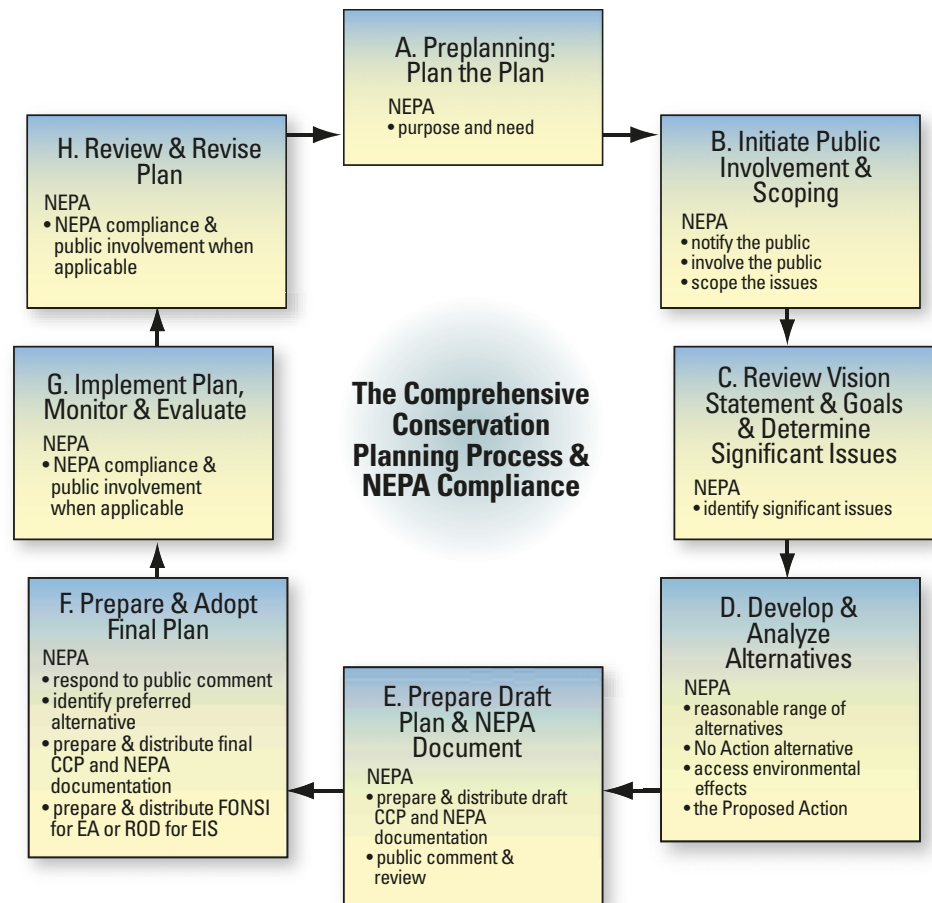 A. Preplanning:
Plan the Plan
NEPA
• purpose and need
B. Initiate Public
Involvement &
Scoping
NEPA
• notify the public
• involve the public
• scope the issues
C. Review Vision
Statement & Goals
& Determine
Significant Issues
NEPA
• identify significant issues
D. Develop &
Analyze
Alternatives
NEPA
• reasonable range of
alternatives
• No Action alternative
• access environmental
effects
• the Proposed Action
E. Prepare Draft
Plan & NEPA
Document
NEPA
• prepare & distribute draft
CCP and NEPA
documentation
• public comment &
review
F. Prepare & Adopt
Final Plan
NEPA
• respond to public comment
• identify preferred
alternative
• prepare & distribute final
CCP and NEPA
documentation
• prepare & distribute FONSI
for EA or ROD for EIS
G. Implement Plan,
Monitor & Evaluate
NEPA
• NEPA compliance &
public involvement
when applicable
H. Review & Revise
Plan
NEPA
• NEPA compliance &
public involvement when
applicable
The Comprehensive
Conservation
Planning Process &
NEPA Compliance